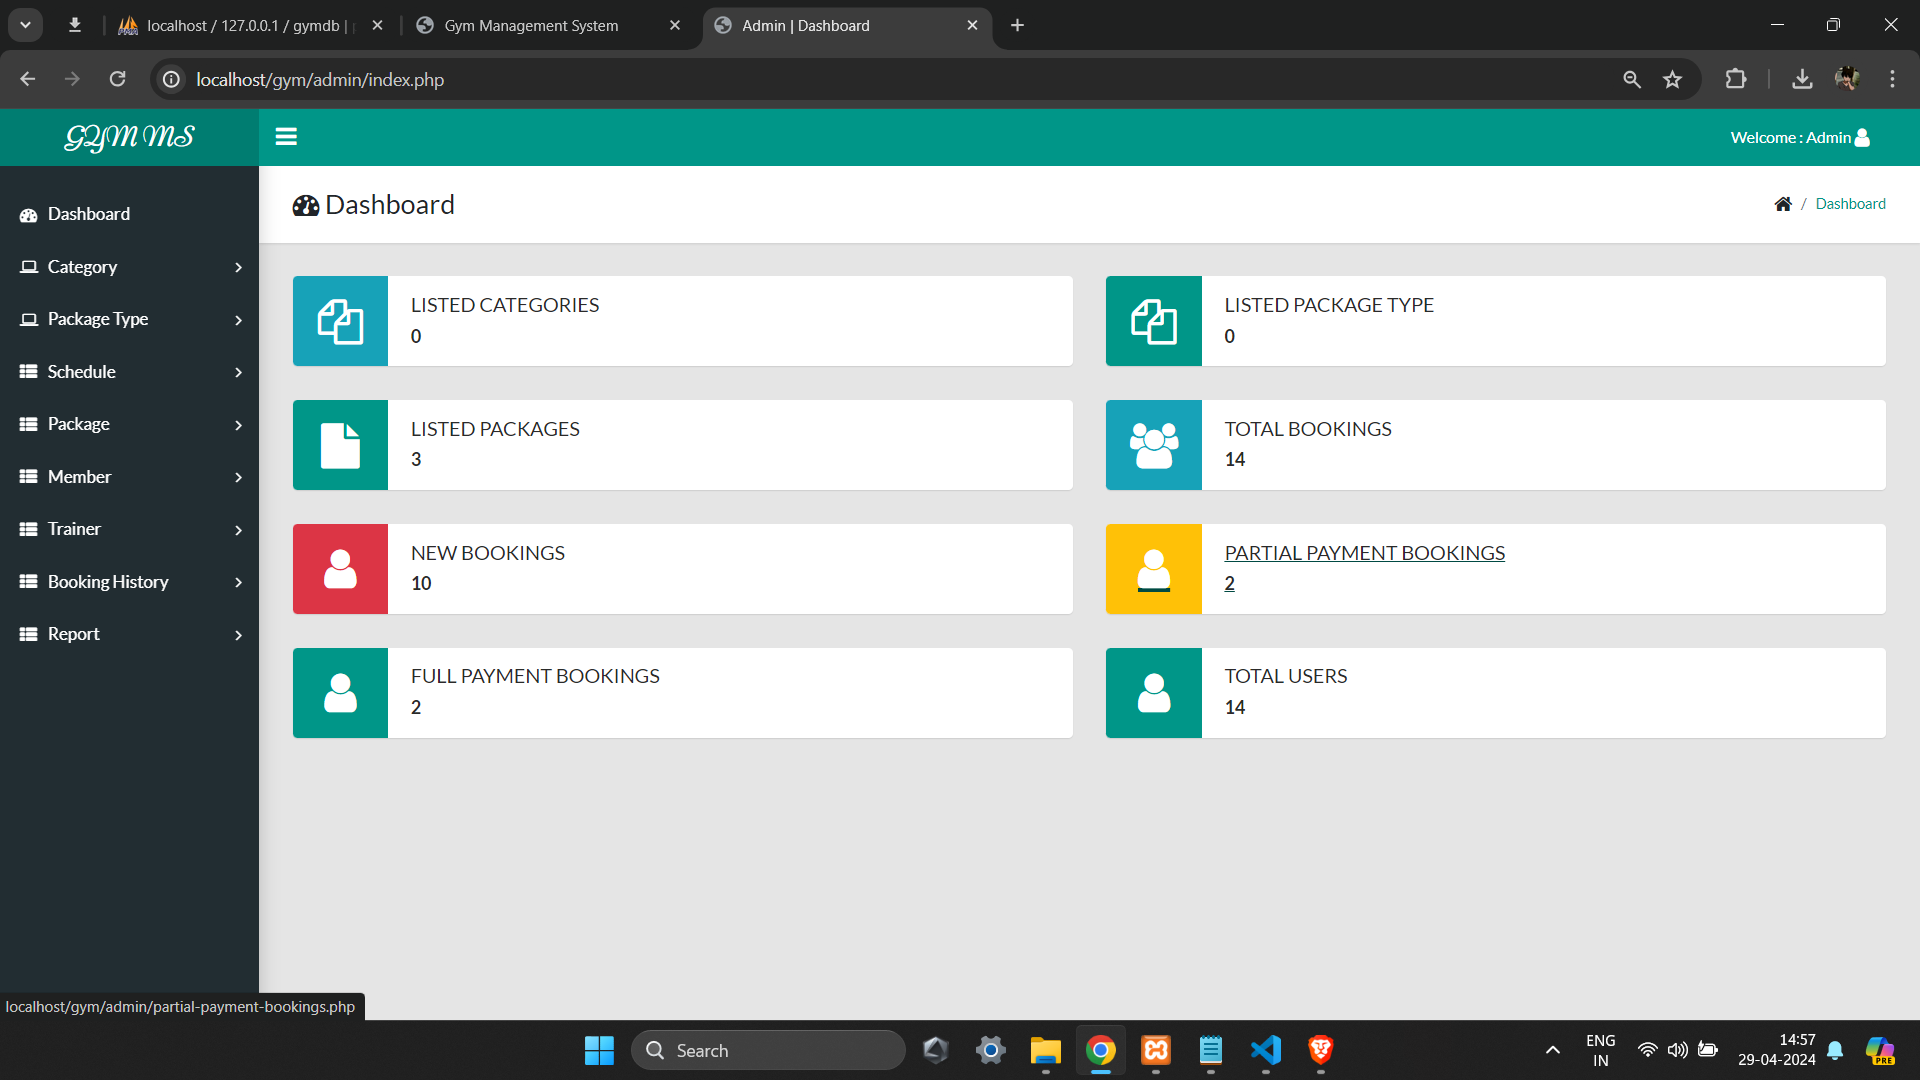 localhost / 127.0.0.1 / gymdb |
Gym Management System
Admin | Dashboard
localhost/gym/admin/index.php
GYM MS
Welcome : Admin
Dashboard
Dashboard
/ Dashboard
Category
Package Type
Schedule
Package
Member
Trainer
Booking History
Report
LISTED CATEGORIES
0
LISTED PACKAGE TYPE
0
LISTED PACKAGES
3
TOTAL BOOKINGS
14
NEW BOOKINGS
10
PARTIAL PAYMENT BOOKINGS
2
FULL PAYMENT BOOKINGS
2
TOTAL USERS
14
localhost/gym/admin/partial-payment-bookings.php
Search
ENG
IN
14:57
29-04-2024
PRE